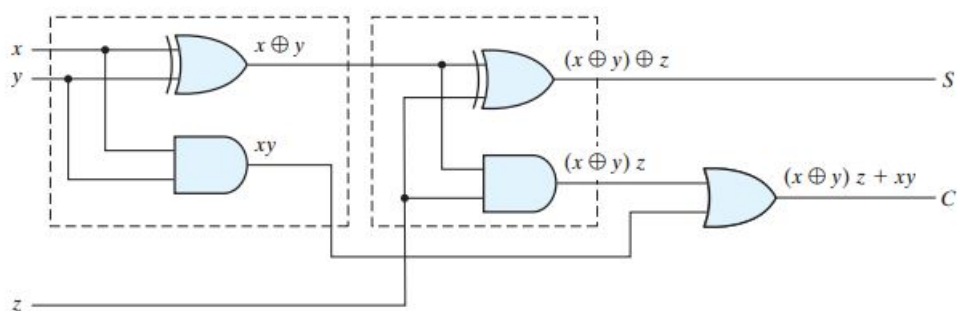 x
y
x ⊕ y
xy
(x ⊕ y) ⊕ z
S
(x ⊕ y) z
(x ⊕ y) z + xy
C
z